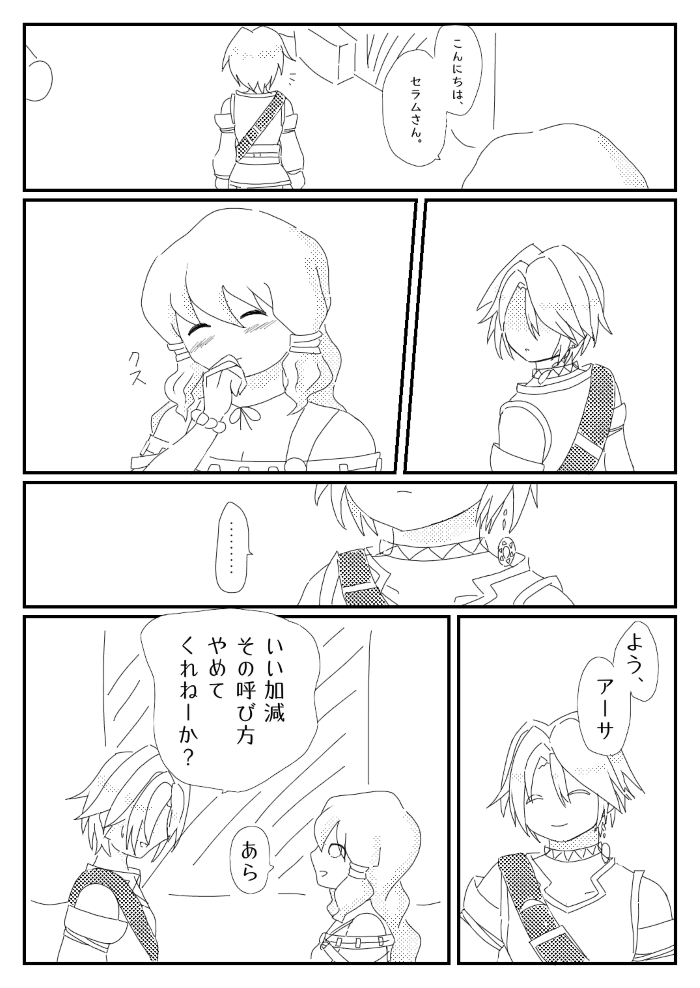 こんにちは、
セラムさん。
クス
………
よう、
アーサ
いい加減
その呼び方
やめて
くれねーか？
あら